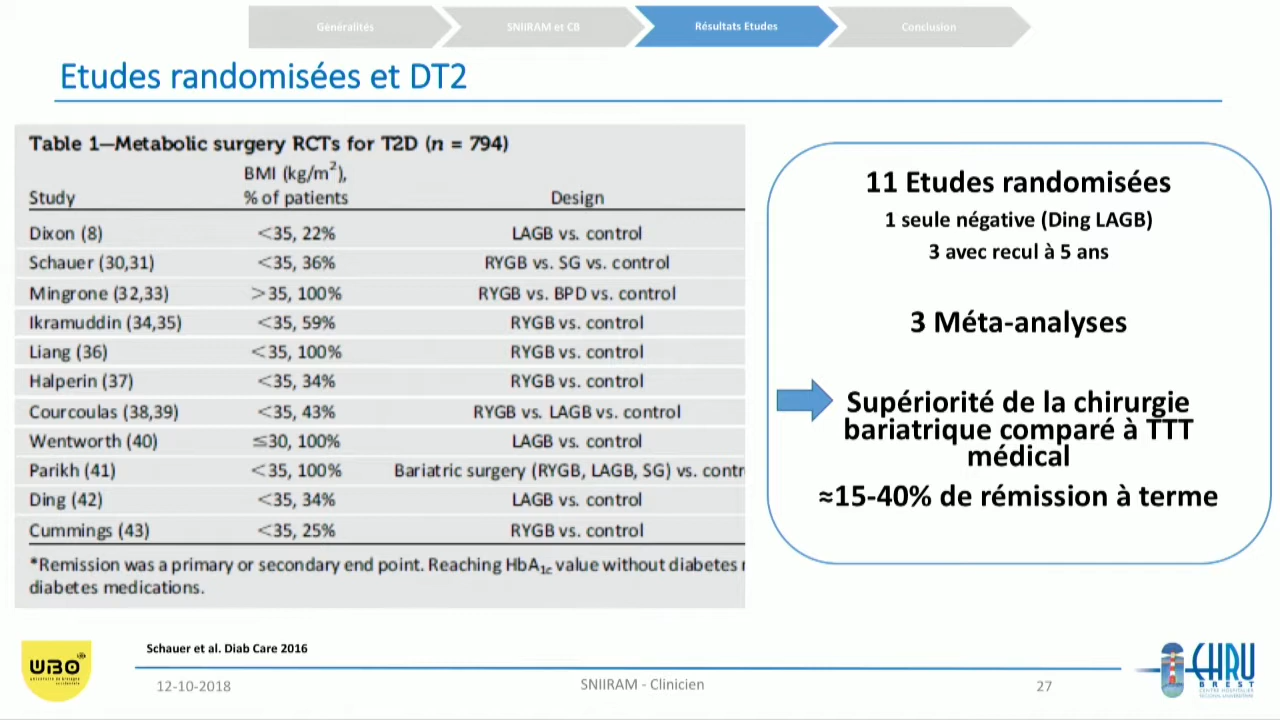 Généralités
SNIIRAM et CB
Résultats Etudes
Conclusion
Etudes randomisées et DT2
Table 1—Metabolic surgery RCTs for T2D (n = 794)
BMI (kg/m²),
Study % of patients Design
Dixon (8) <35, 22% LAGB vs. control
Schauer (30,31) <35, 36% RYGB vs. SG vs. control
Mingrone (32,33) >35, 100% RYGB vs. BPD vs. control
Ikramuddin (34,35) <35, 59% RYGB vs. control
Liang (36) <35, 100% RYGB vs. control
Halperin (37) <35, 34% RYGB vs. control
Courcoulas (38,39) <35, 43% RYGB vs. LAGB vs. control
Wentworth (40) ≤30, 100% LAGB vs. control
Parikh (41) <35, 100% Bariatric surgery (RYGB, LAGB, SG) vs. contr
Ding (42) <35, 34% LAGB vs. control
Cummings (43) <35, 25% RYGB vs. control
*Remission was a primary or secondary end point. Reaching HbA1c value without diabetes
diabetes medications.
11 Etudes randomisées
1 seule négative (Ding LAGB)
3 avec recul à 5 ans
3 Méta-analyses
Supériorité de la chirurgie
bariatrique comparé à TTT
médical
≈15-40% de rémission à terme
Schauer et al. Diab Care 2016
UBO
12-10-2018
SNIIRAM - Clinicien
27
CHRU
BREST
CENTRE HOSPITALIER
REGIONAL UNIVERSITAIRE